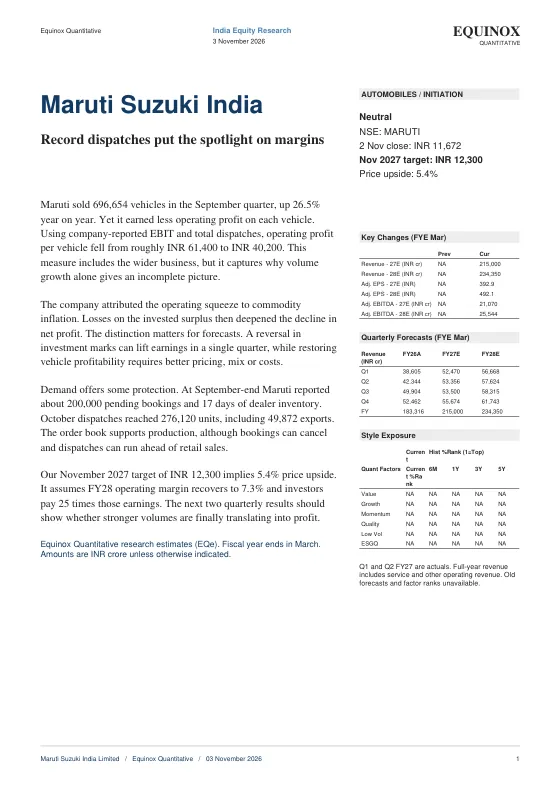 Equinox Quantitative
India Equity Research
3 November 2026
EQUINOX
QUANTITATIVE
Maruti Suzuki India
Record dispatches put the spotlight on margins
Maruti sold 696,654 vehicles in the September quarter, up 26.5%
year on year. Yet it earned less operating profit on each vehicle.
Using company-reported EBIT and total dispatches, operating profit
per vehicle fell from roughly INR 61,400 to INR 40,200. This
measure includes the wider business, but it captures why volume
growth alone gives an incomplete picture.
The company attributed the operating squeeze to commodity
inflation. Losses on the invested surplus then deepened the decline in
net profit. The distinction matters for forecasts. A reversal in
investment marks can lift earnings in a single quarter, while restoring
vehicle profitability requires better pricing, mix or costs.
Demand offers some protection. At September-end Maruti reported
about 200,000 pending bookings and 17 days of dealer inventory.
October dispatches reached 276,120 units, including 49,872 exports.
The order book supports production, although bookings can cancel
and dispatches can run ahead of retail sales.
Our November 2027 target of INR 12,300 implies 5.4% price upside.
It assumes FY28 operating margin recovers to 7.3% and investors
pay 25 times those earnings. The next two quarterly results should
show whether stronger volumes are finally translating into profit.
Equinox Quantitative research estimates (EQe). Fiscal year ends in March.
Amounts are INR crore unless otherwise indicated.
AUTOMOBILES / INITIATION
Neutral
NSE: MARUTI
2 Nov close: INR 11,672
Nov 2027 target: INR 12,300
Price upside: 5.4%
Key Changes (FYE Mar)
Prev Cur
Revenue - 27E (INR cr) NA 215,000
Revenue - 28E (INR cr) NA 234,350
Adj. EPS - 27E (INR) NA 392.9
Adj. EPS - 28E (INR) NA 492.1
Adj. EBITDA - 27E (INR cr) NA 21,070
Adj. EBITDA - 28E (INR cr) NA 25,544
Quarterly Forecasts (FYE Mar)
Revenue FY26A FY27E FY28E
(INR cr)
Q1 38,605 52,470 56,668
Q2 42,344 53,356 57,624
Q3 49,904 53,500 58,315
Q4 52,462 55,674 61,743
FY 183,316 215,000 234,350
Style Exposure
Curren Hist %Rank (1=Top)
t
Quant Factors Curren 6M 1Y 3Y 5Y
t %Ra
nk
Value NA NA NA NA NA
Growth NA NA NA NA NA
Momentum NA NA NA NA NA
Quality NA NA NA NA NA
Low Vol NA NA NA NA NA
ESGQ NA NA NA NA NA
Q1 and Q2 FY27 are actuals. Full-year revenue
includes service and other operating revenue. Old
forecasts and factor ranks unavailable.
Maruti Suzuki India Limited / Equinox Quantitative / 03 November 2026
1